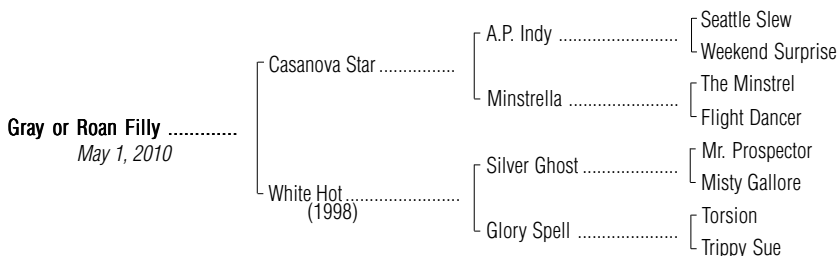 Seattle Slew
A.P. Indy ........................
Weekend Surprise
Casanova Star ...............
The Minstrel
Minstrella ......................
Flight Dancer
Gray or Roan Filly .............
May 1, 2010
Mr. Prospector
Silver Ghost ...................
Misty Gallore
White Hot .......................
(1998)
Torsion
Glory Spell ....................
Trippy Sue